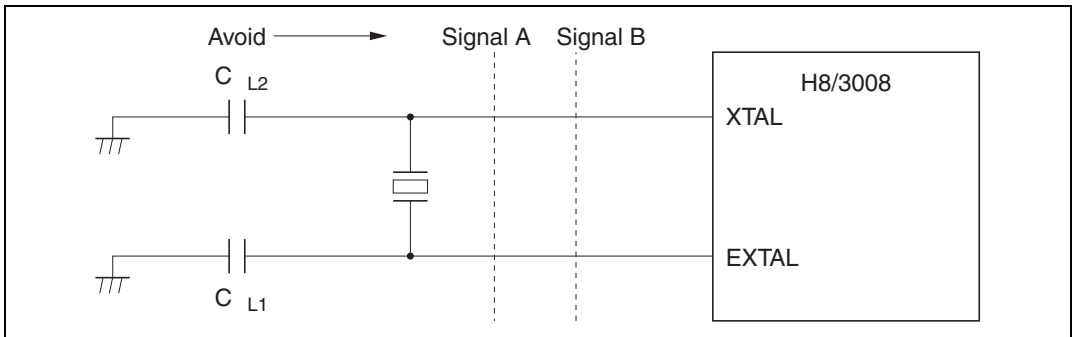 Avoid
Signal A
Signal B
C L2
H8/3008
XTAL
EXTAL
C L1